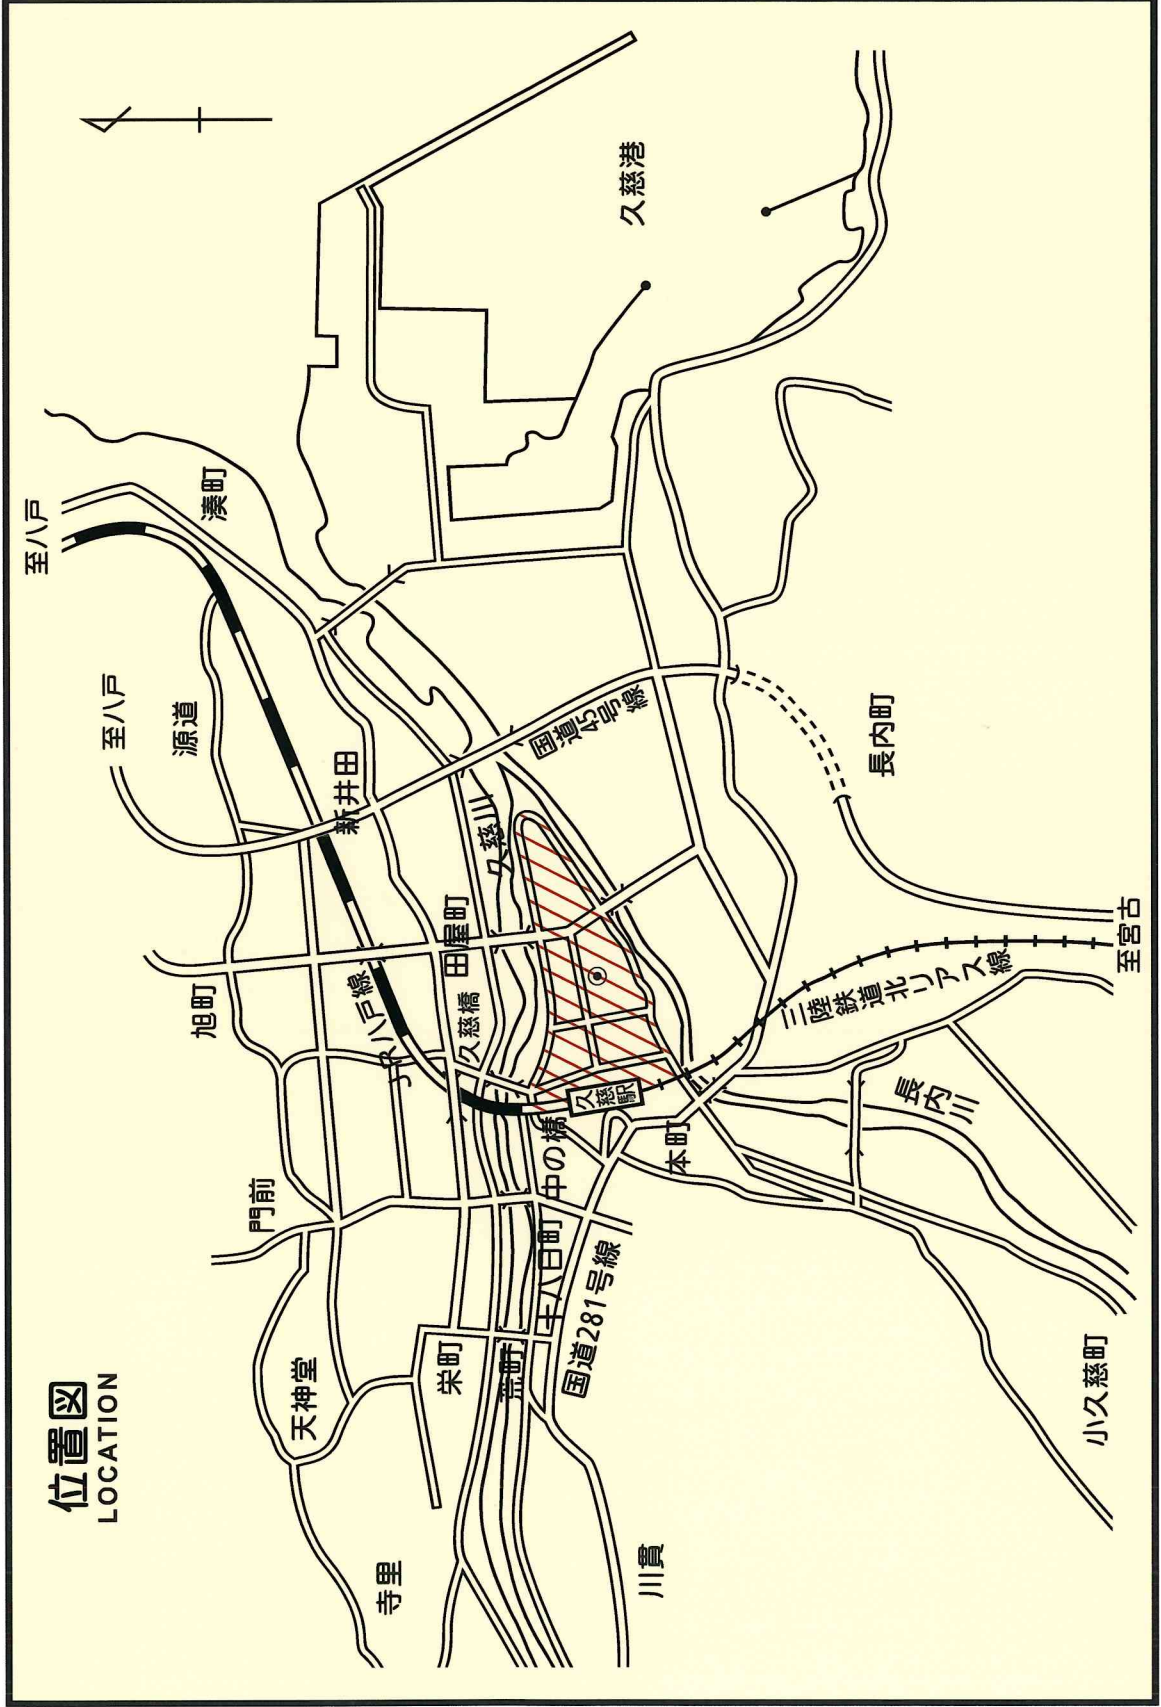 位置図
LOCATION
至八戸
湊町
至八戸
源道
久慈港
新井田
国道45号線
長内町
久慈川
田屋町
旭町
JR八戸線
久慈橋
三陸鉄道北リアス線
至宮古
久慈駅
長内川
門前
中の橋
本町
十八日町
国道281号線
天神堂
栄町
荒町
小久慈町
寺里
川貫